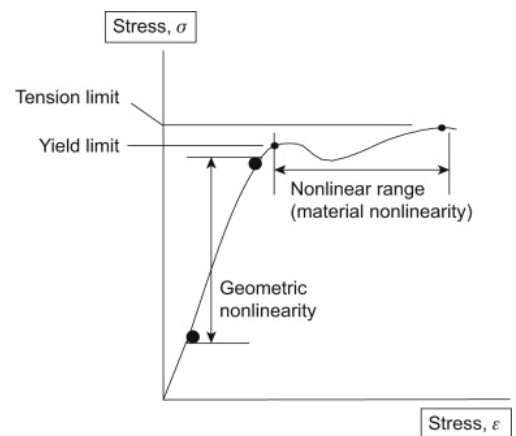 Stress, σ
Tension limit
Yield limit
Nonlinear range
(material nonlinearity)
Geometric
nonlinearity
Stress, ε